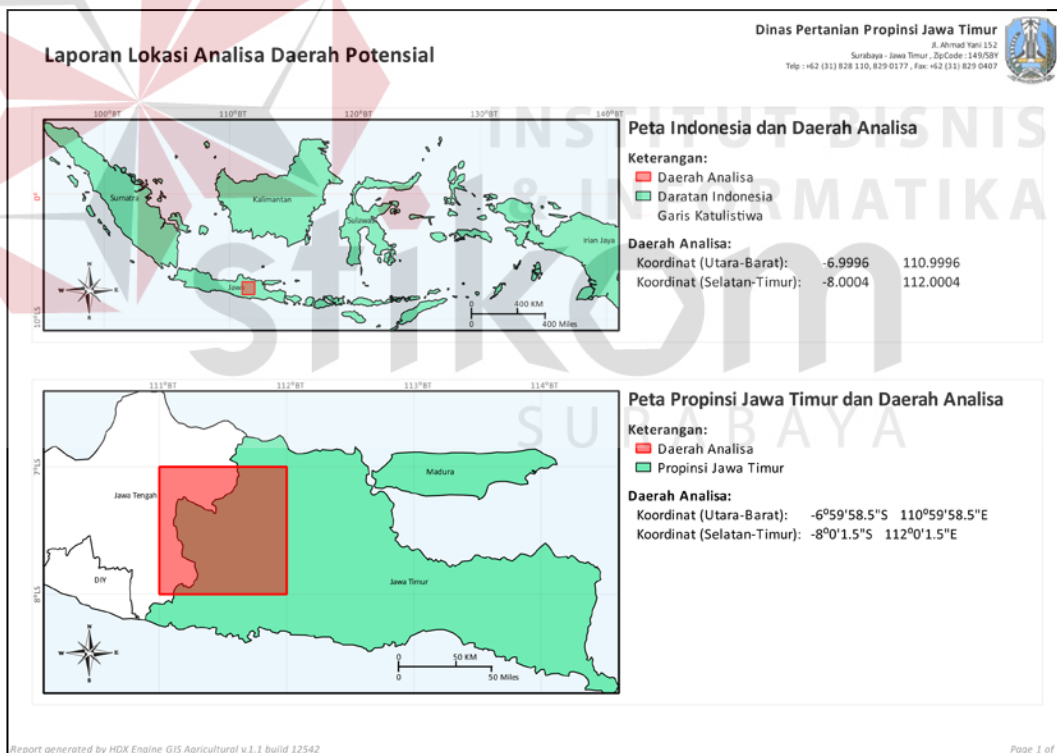 Laporan Lokasi Analisa Daerah Potensial
Dinas Pertanian Propinsi Jawa Timur
Jl. Ahmad Yani 152
Surabaya - Jawa Timur , ZipCode : 149/SBY
Telp : +62 (31) 828 110, 829 0177 , Fax: +62 (31) 829 0407
INSTITUT BISNIS
& INFORMATIKA
stikom
SURABAYA
100°BT 110°BT 120°BT 130°BT 140°BT
0°
10°LS
Sumatra
Kalimantan
Sulawesi
Irian Jaya
Jawa
N
W E
S
0 400 KM
0 400 Miles
Peta Indonesia dan Daerah Analisa
Keterangan:
Daerah Analisa
Daratan Indonesia
Garis Katulistiwa
Daerah Analisa:
Koordinat (Utara-Barat): -6.9996 110.9996
Koordinat (Selatan-Timur): -8.0004 112.0004
111°BT 112°BT 113°BT 114°BT
7°LS
8°LS
Madura
Jawa Tengah
DIY
Jawa Timur
N
W E
S
0 50 KM
0 50 Miles
Peta Propinsi Jawa Timur dan Daerah Analisa
Keterangan:
Daerah Analisa
Propinsi Jawa Timur
Daerah Analisa:
Koordinat (Utara-Barat): -6°59'58.5"S 110°59'58.5"E
Koordinat (Selatan-Timur): -8°0'1.5"S 112°0'1.5"E
Report generated by HDX Engine GIS Agricultural v.1.1 build 12542
Page 1 of